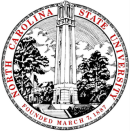 NORTH CAROLINA STATE UNIVERSITY
FOUNDED MARCH 7, 1887